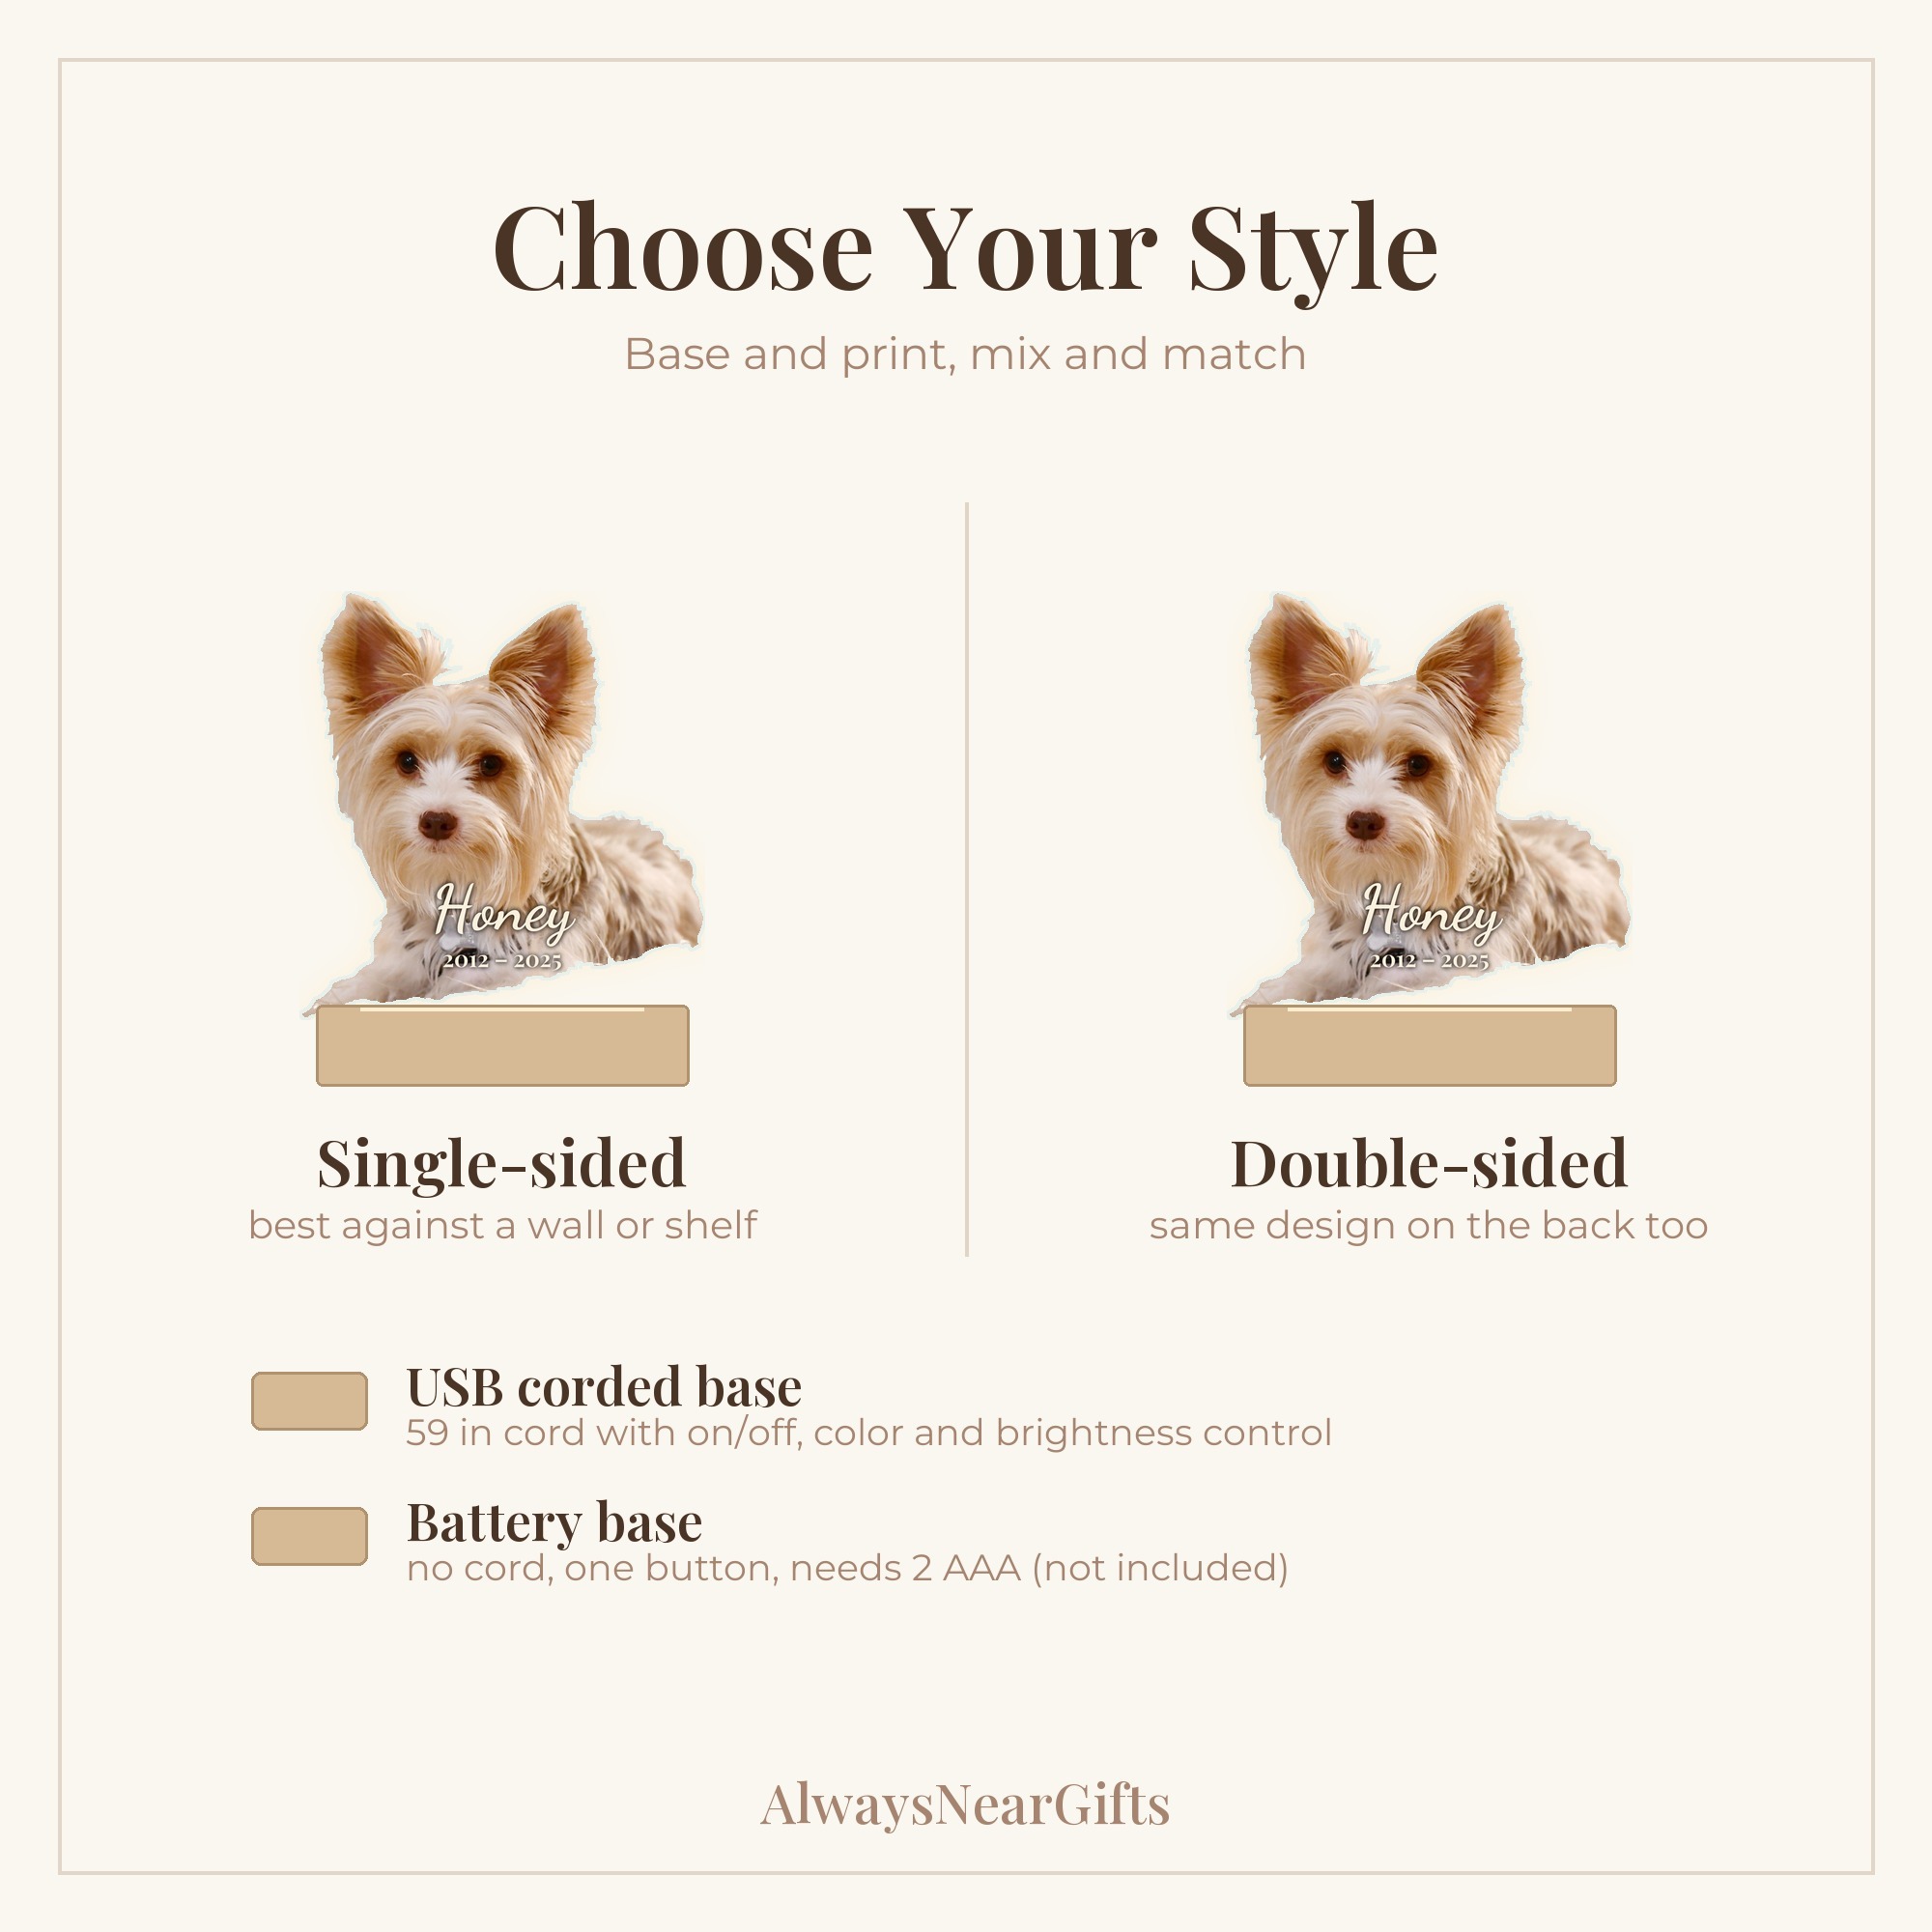 Choose Your Style
Base and print, mix and match
Honey
2012 – 2025
Honey
2012 – 2025
Single-sided
best against a wall or shelf
Double-sided
same design on the back too
USB corded base
59 in cord with on/off, color and brightness control
Battery base
no cord, one button, needs 2 AAA (not included)
AlwaysNearGifts